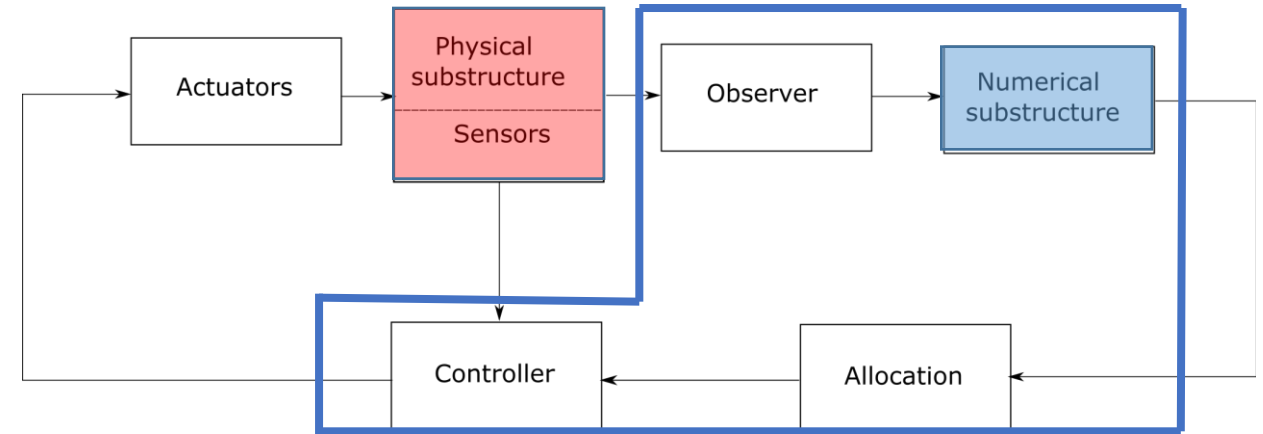 Actuators
Physical
substructure
Sensors
Observer
Numerical
substructure
Controller
Allocation